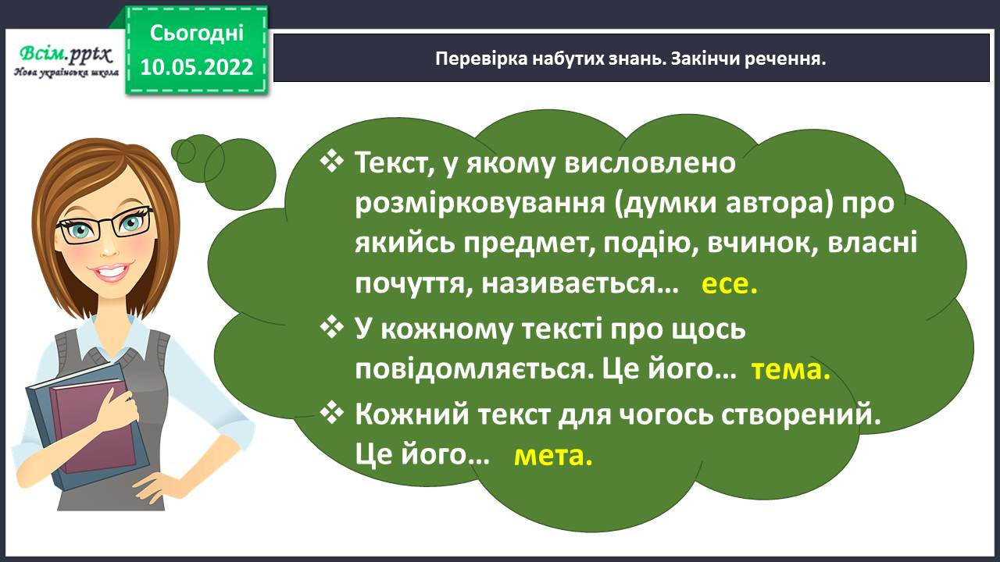 Сьогодні
10.05.2022
Всім.pptx
Нова українська школа
Перевірка набутих знань. Закінчи речення.
❖ Текст, у якому висловлено
розмірковування (думки автора) про
якийсь предмет, подію, вчинок, власні
почуття, називається... есе.
❖ У кожному тексті про щось
повідомляється. Це його... тема.
❖ Кожний текст для чогось створений.
Це його... мета.